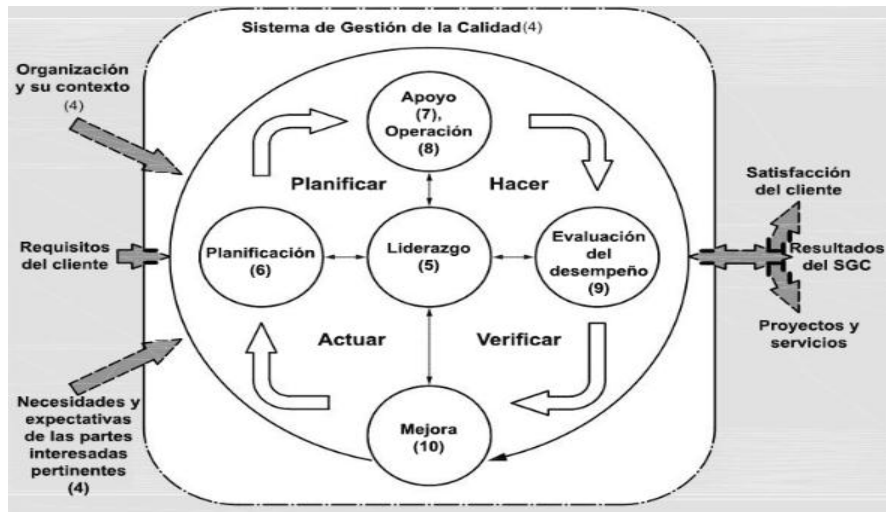 Sistema de Gestión de la Calidad(4)
Organización
y su contexto
(4)
Apoyo
(7),
Operación
(8)
Planificar
Hacer
Satisfacción
del cliente
Requisitos
del cliente
Planificación
(6)
Liderazgo
(5)
Evaluación
del
desempeño
(9)
Resultados
del SGC
Actuar
Verificar
Proyectos y
servicios
Necesidades y
expectativas
de las partes
interesadas
pertinentes
(4)
Mejora
(10)